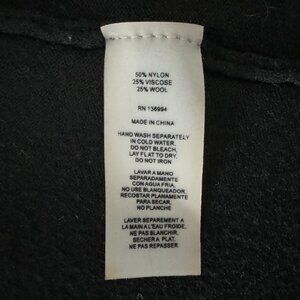 50% NYLON
25% VISCOSE
25% WOOL
RN 136994
MADE IN CHINA
HAND WASH SEPARATELY
IN COLD WATER.
DO NOT BLEACH,
LAY FLAT TO DRY.
DO NOT IRON
LAVAR A MANO
SEPARADAMENTE
CON AGUA FRIA,
NO USE BLANQUEADOR.
RECOSTAR PLANAMENTE
PARA SECAR.
NO PLANCHE
LAVER SEPAREMENT A
LA MAIN A L'EAU FROIDE.
NE PAS BLANCHIR.
SECHER A PLAT.
NE PAS REPASSER.